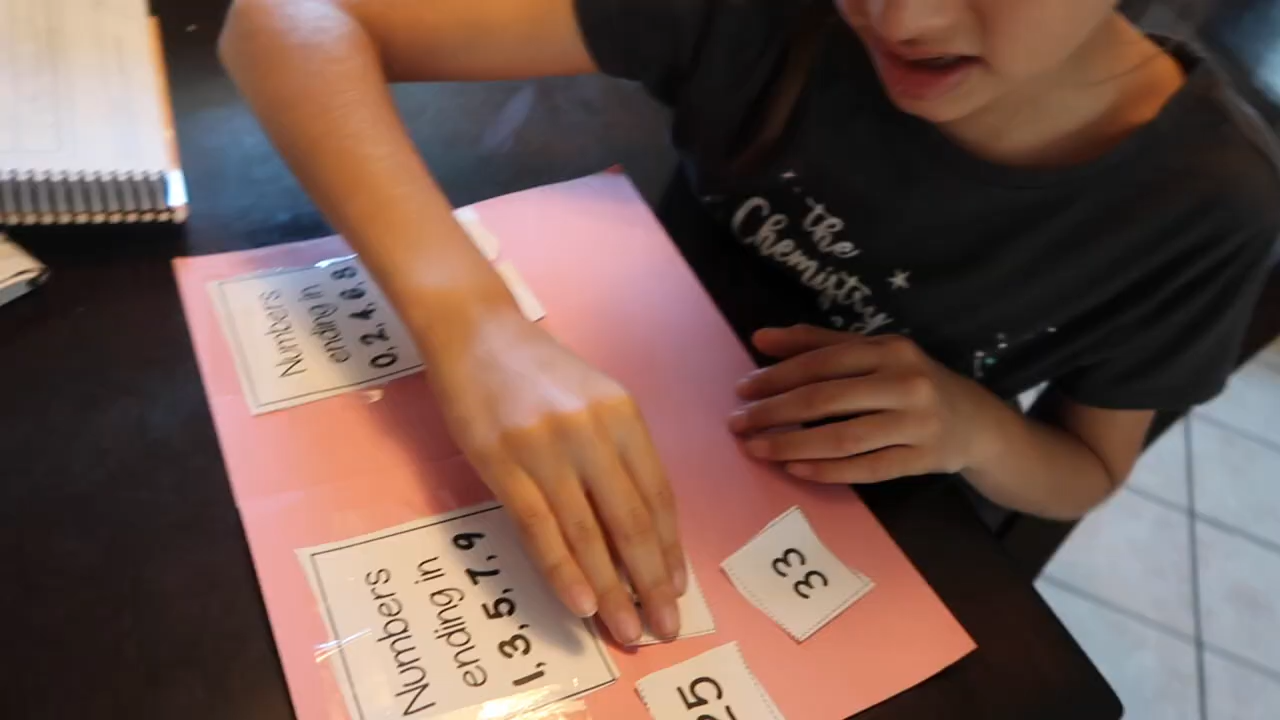 Numbers
ending in
0, 2, 4, 6, 8
Numbers
ending in
1, 3, 5, 7, 9
33
25
the
Chemistry